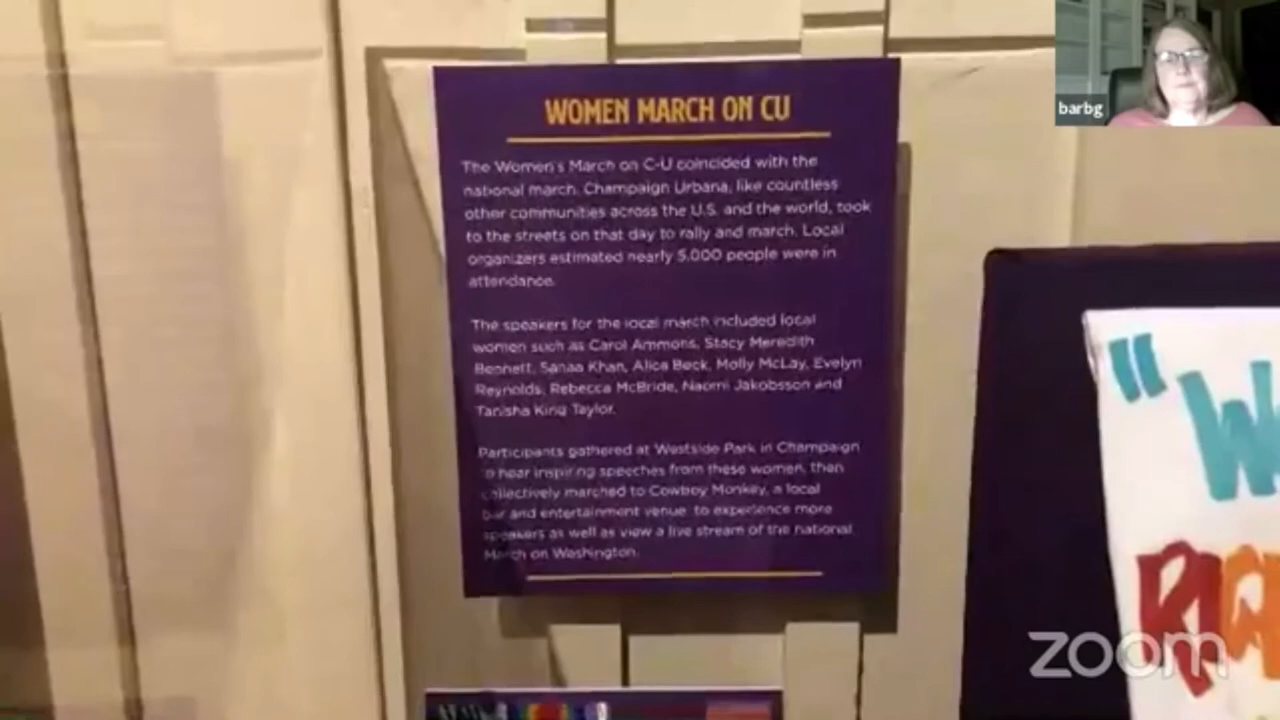 WOMEN MARCH ON CU
The Women's March on C-U coincided with the
national march. Champaign Urbana, like countless
other communities across the U.S. and the world, took
to the streets on that day to rally and march. Local
organizers estimated nearly 5,000 people were in
attendance.
The speakers for the local march included local
women such as Carol Ammons, Stacy Meredith
Bennett, Sanaa Khan, Alice Beck, Molly McLay, Evelyn
Reynolds, Rebecca McBride, Naomi Jakobsson and
Tanisha King Taylor.
Participants gathered at Westside Park in Champaign
to hear inspiring speeches from these women, then
collectively marched to Cowboy Monkey, a local
bar and entertainment venue to experience more
speakers as well as view a live stream of the national
March on Washington.
barbg
"W
RIG
zoom